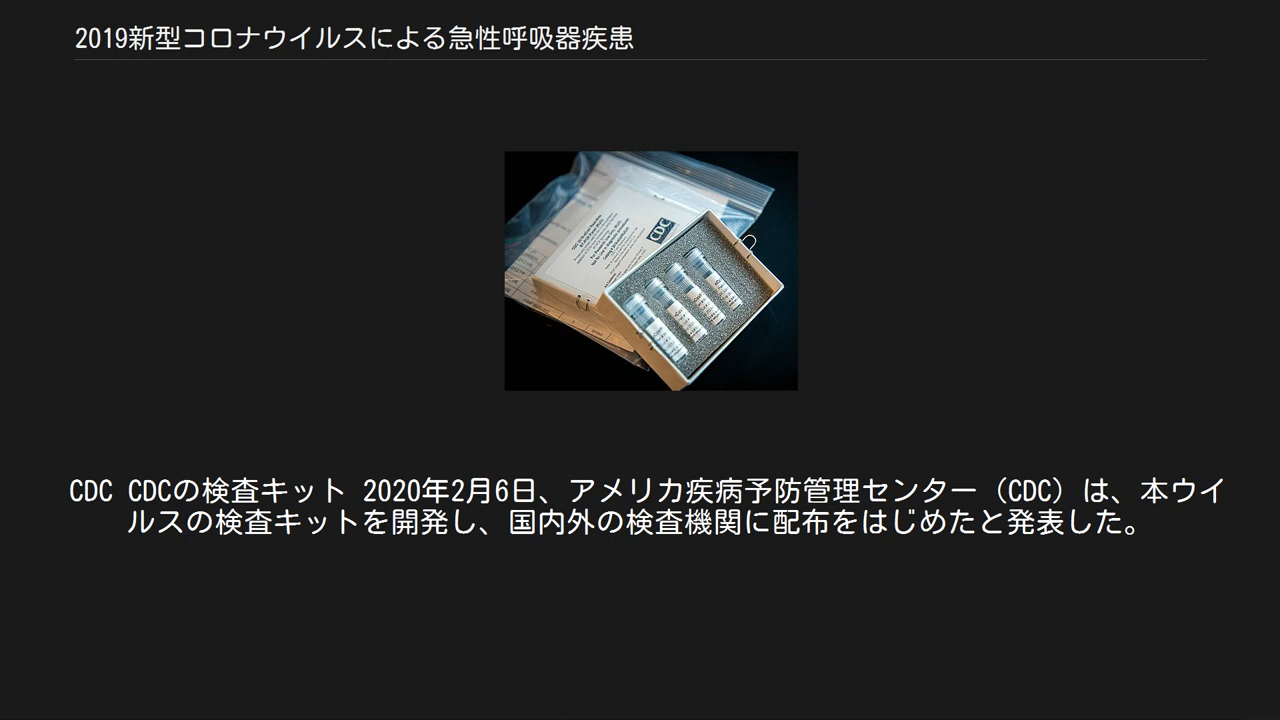 2019新型コロナウイルスによる急性呼吸器疾患
CDC
CDC CDCの検査キット 2020年2月6日、アメリカ疾病予防管理センター（CDC）は、本ウイ
ルスの検査キットを開発し、国内外の検査機関に配布をはじめたと発表した。